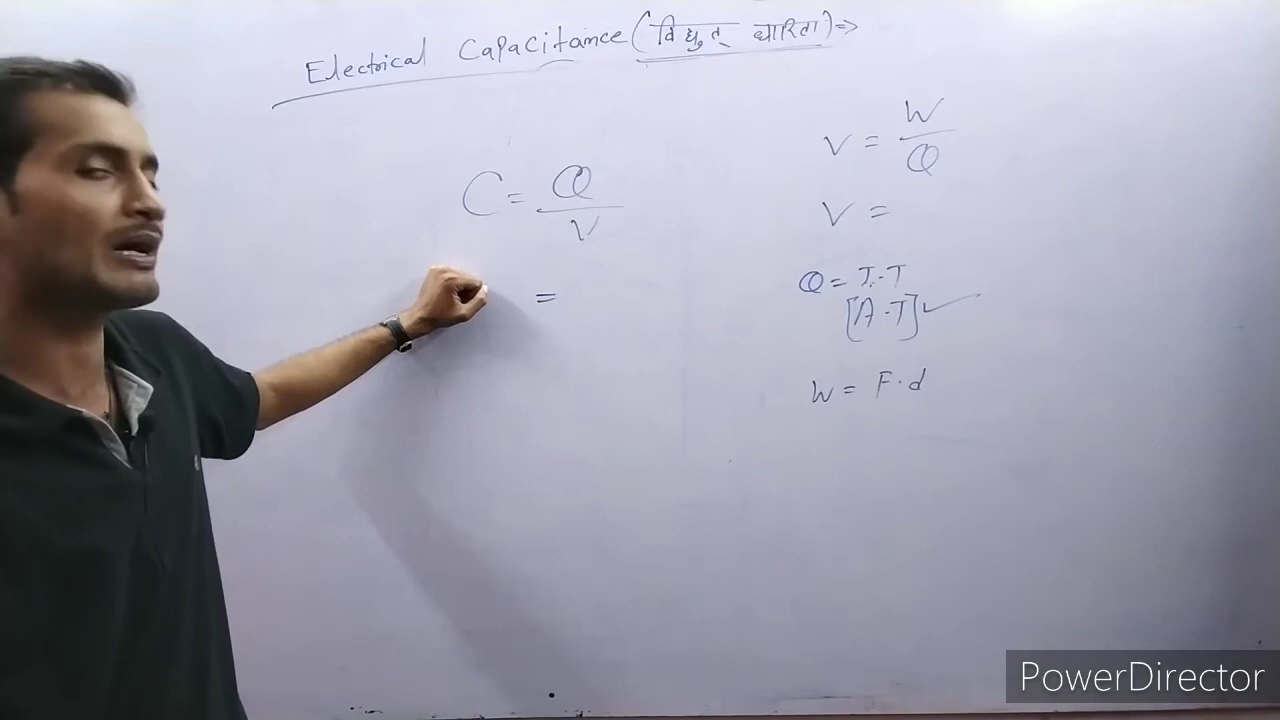 Electrical Capacitance (विद्युत् धारिता) ⇒
C = Q / V
=
V = W / Q
V =
Q = I·T
[A·T] ✓
W = F·d
PowerDirector